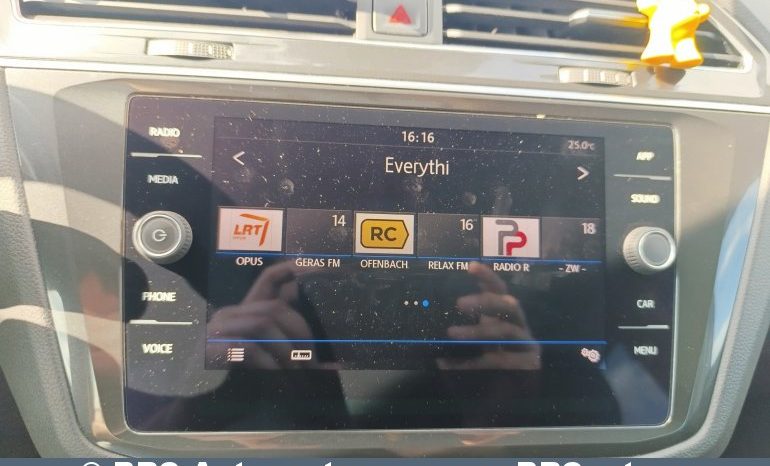 RADIO
MEDIA
PHONE
VOICE
16:16
25.0°C
Everythi
LRT
14
RC
16
18
OPUS GERAS FM OFENBACH RELAX FM RADIO R - ZW -
APP
SOUND
CAR
MENU